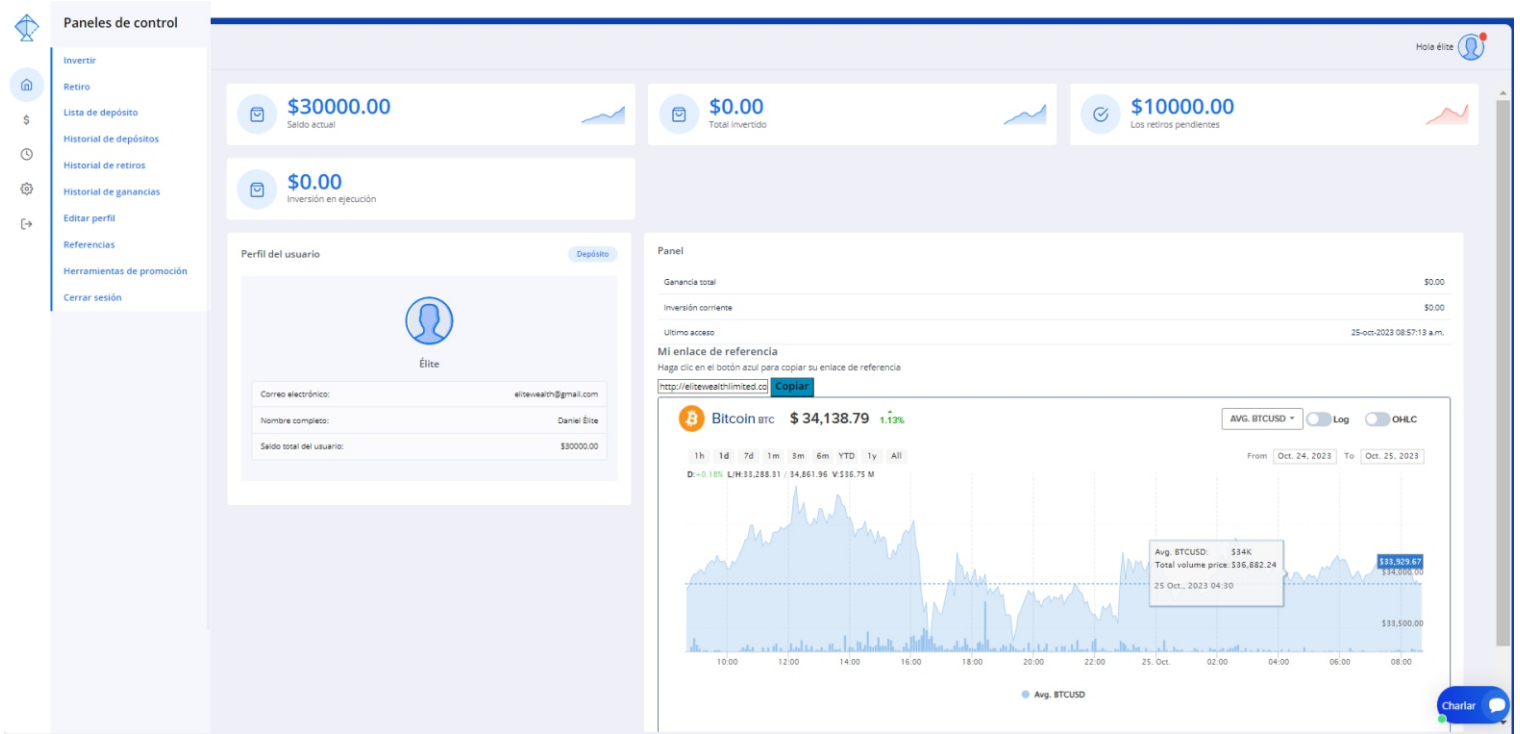 Paneles de control
Invertir
Retiro
Lista de depósito
Historial de depósitos
Historial de retiros
Historial de ganancias
Editar perfil
Referencias
Herramientas de promoción
Cerrar sesión
Hola élite
$30000.00
Saldo actual
$0.00
Total invertido
$10000.00
Los retiros pendientes
$0.00
Inversión en ejecución
Perfil del usuario
Depósito
Élite
Correo electrónico: elitewealth@gmail.com
Nombre completo: Daniel Élite
Saldo total del usuario: $30000.00
Panel
Ganancia total $0.00
Inversión corriente $0.00
Ultimo acceso 25-oct-2023 08:57:13 a.m.
Mi enlace de referencia
Haga clic en el botón azul para copiar su enlace de referencia
http://elitewealthlimited.co Copiar
Bitcoin BTC $ 34,138.79 1.13%
AVG. BTCUSD Log OHLC
1h 1d 7d 1m 3m 6m YTD 1y All
From Oct. 24, 2023 To Oct. 25, 2023
D:+0.18% L/H:33,288.31 / 34,861.96 V:$36.75 M
Avg. BTCUSD: $34K
Total volume price: $36,882.24
25 Oct., 2023 04:30
$33,929.67
$34,000.00
$33,500.00
10:00 12:00 14:00 16:00 18:00 20:00 22:00 25. Oct. 02:00 04:00 06:00 08:00
Avg. BTCUSD
Charlar